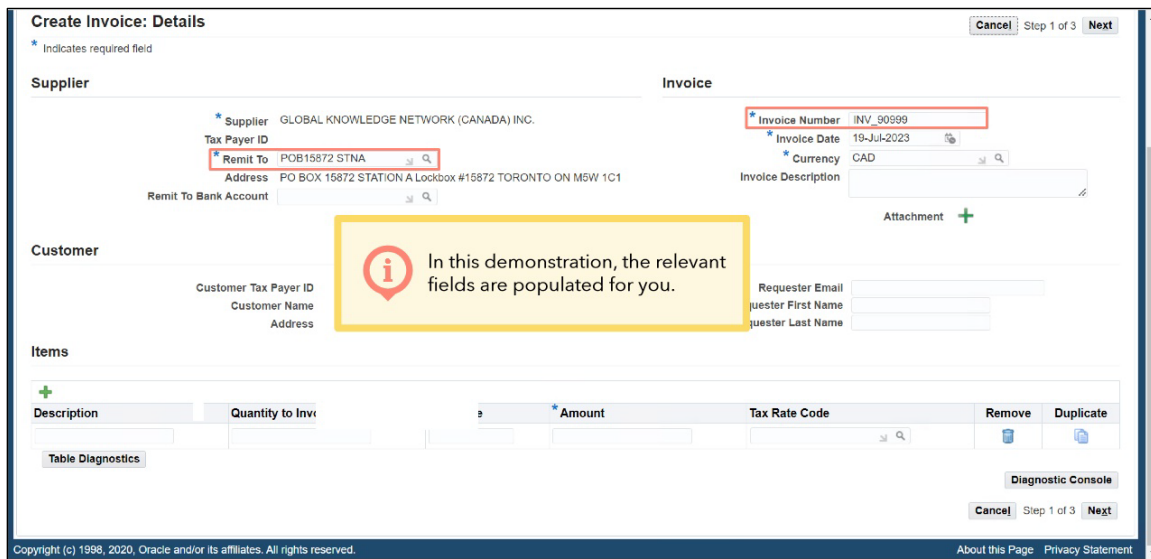 Create Invoice: Details
Cancel Step 1 of 3 Next
* Indicates required field
Supplier
Invoice
* Supplier GLOBAL KNOWLEDGE NETWORK (CANADA) INC.
Tax Payer ID
* Remit To POB15872 STNA
Address PO BOX 15872 STATION A Lockbox #15872 TORONTO ON M5W 1C1
Remit To Bank Account
* Invoice Number INV_90999
* Invoice Date 19-Jul-2023
* Currency CAD
Invoice Description
Attachment
Customer
In this demonstration, the relevant
fields are populated for you.
Customer Tax Payer ID
Customer Name
Address
Requester Email
quester First Name
quester Last Name
Items
Description Quantity to Invo e * Amount Tax Rate Code Remove Duplicate
Table Diagnostics
Diagnostic Console
Cancel Step 1 of 3 Next
Copyright (c) 1998, 2020, Oracle and/or its affiliates. All rights reserved. About this Page Privacy Statement